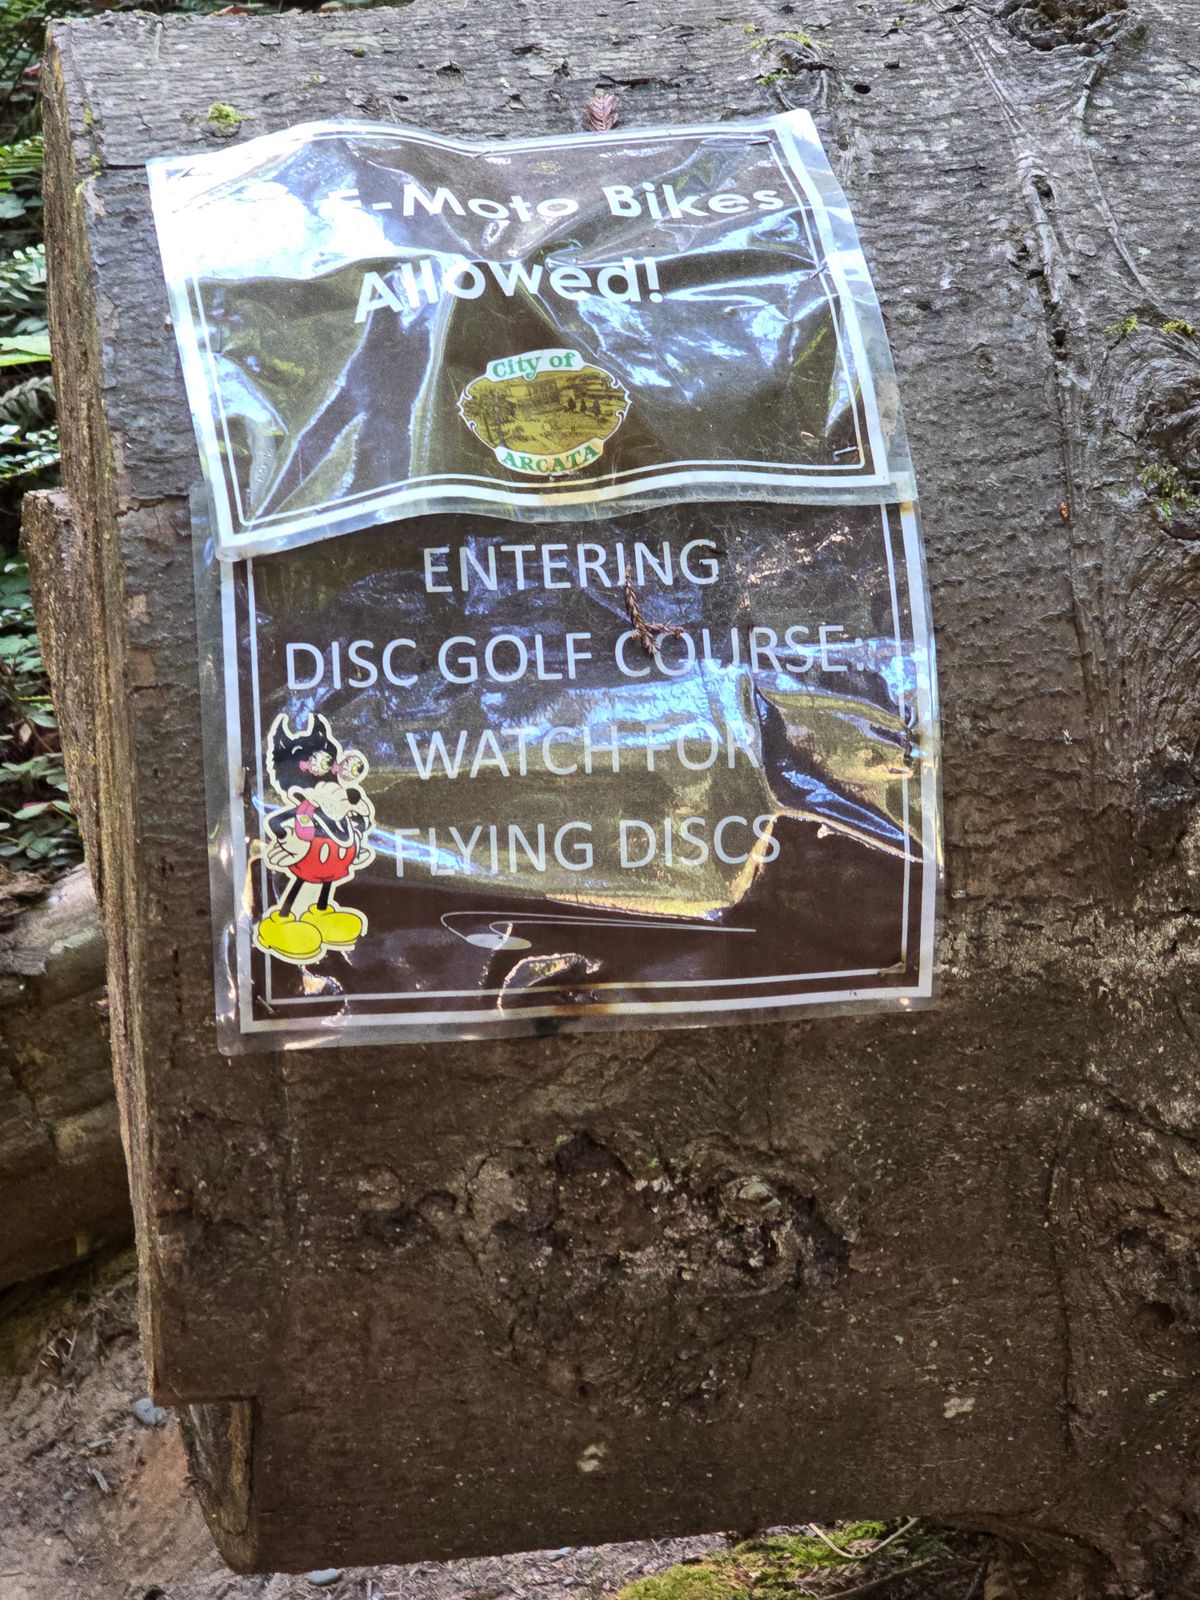 E-Moto Bikes
Allowed!
City of
ARCATA
ENTERING
DISC GOLF COURSE:
WATCH FOR
FLYING DISCS